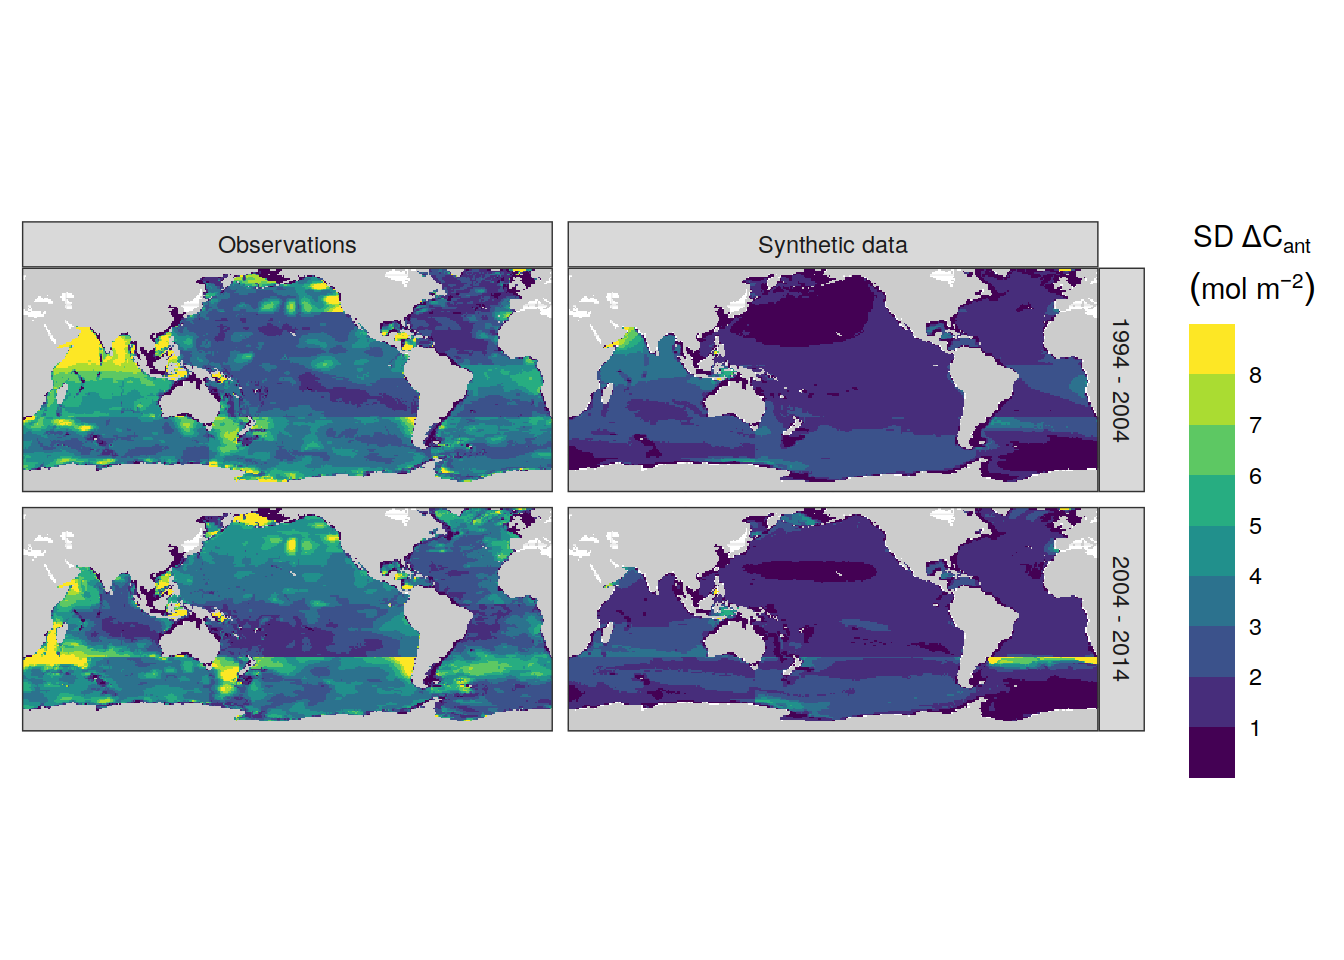 Observations
Synthetic data
1994 - 2004
2004 - 2014
SD ΔCant
(mol m⁻²)
8
7
6
5
4
3
2
1